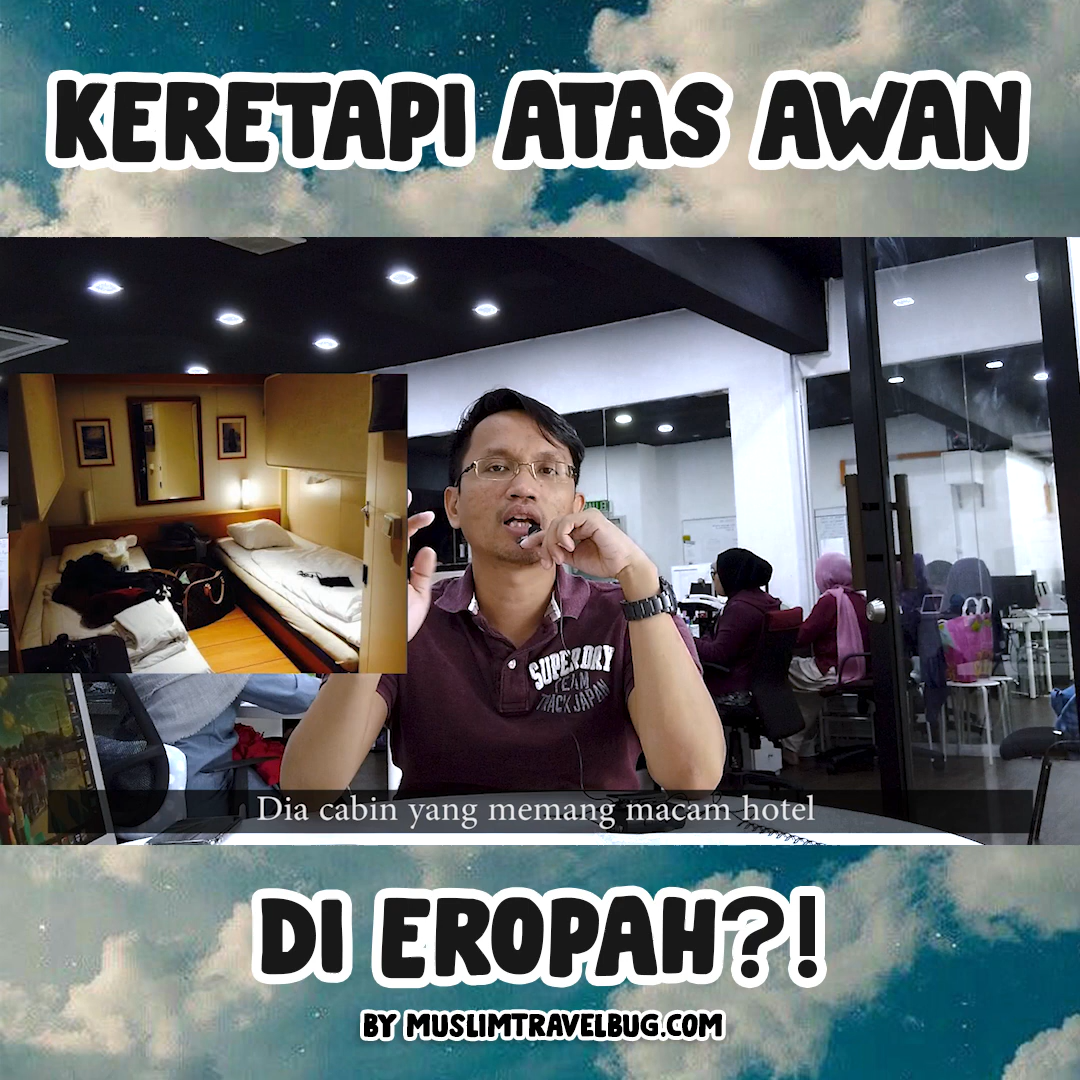 KERETAPI ATAS AWAN
SUPERDRY
TEAM
TRACK JAPAN
Dia cabin yang memang macam hotel
DI EROPAH?!
BY MUSLIMTRAVELBUG.COM